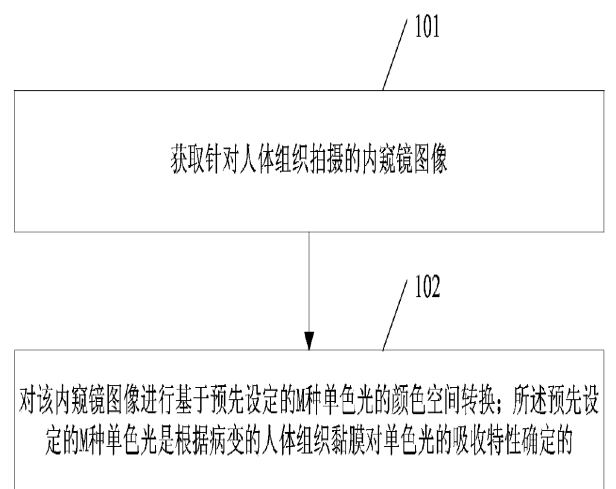 101
获取针对人体组织拍摄的内窥镜图像
102
对该内窥镜图像进行基于预先设定的M种单色光的颜色空间转换；所述预先设
定的M种单色光是根据病变的人体组织黏膜对单色光的吸收特性确定的